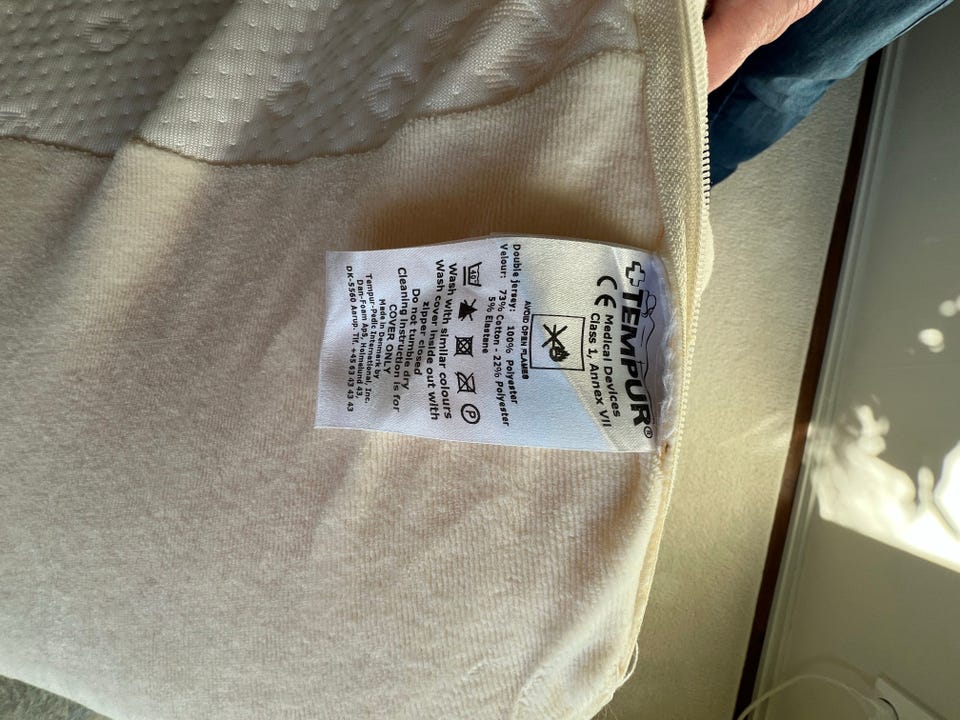 TEMPUR®
CE Medical Devices
Class 1, Annex VII
AVOID OPEN FLAMES
Double jersey: 100% Polyester
Velour: 73% Cotton - 22% Polyester
5% Elastane
40
P
Wash with similar colours
Wash cover inside out with
zipper closed
Do not tumble dry
Cleaning instruction is for
COVER ONLY
Made in Denmark by
Tempur-Pedic International, Inc.
Dan-Foam ApS, Holmelund 43,
DK-5560 Aarup. Tlf. +45 63 43 43 43